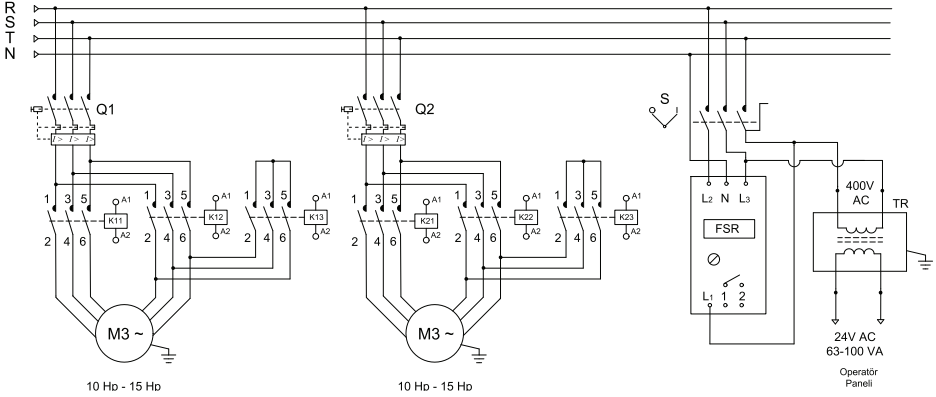 R
S
T
N
Q1
I > I > I >
1 3 5
K11
A1
A2
2 4 6
1 3 5
K12
A1
A2
2 4 6
1 3 5
K13
A1
A2
2 4 6
M3 ~
10 Hp - 15 Hp
Q2
I > I > I >
1 3 5
K21
A1
A2
2 4 6
1 3 5
K22
A1
A2
2 4 6
1 3 5
K23
A1
A2
2 4 6
M3 ~
10 Hp - 15 Hp
S
L2 N L3
FSR
L1 1 2
400V
AC
TR
24V AC
63-100 VA
Operatör
Paneli